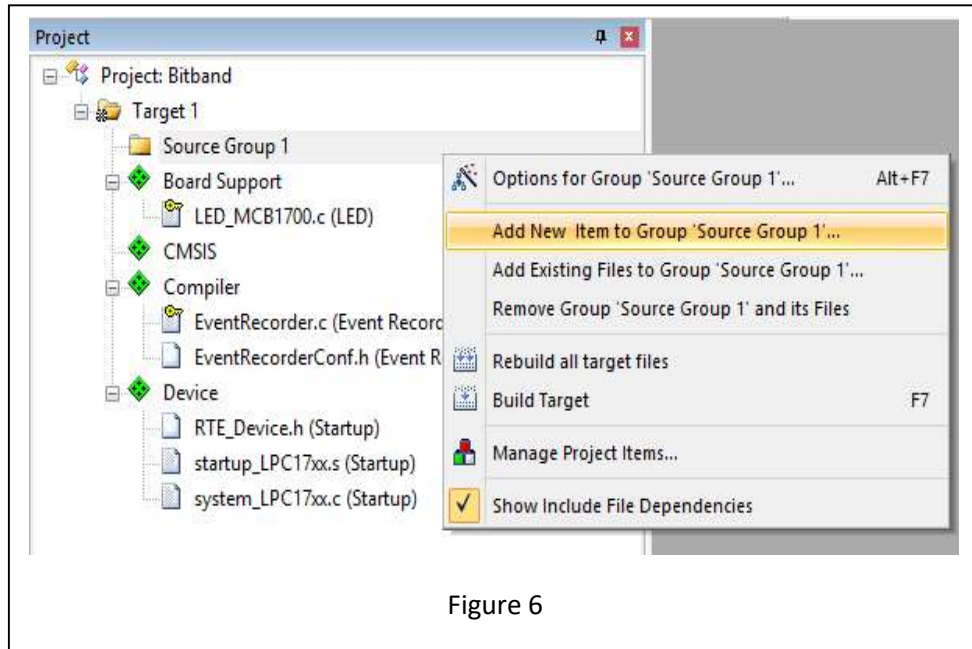 Project
Project: Bitband
Target 1
Source Group 1
Board Support
LED_MCB1700.c (LED)
CMSIS
Compiler
EventRecorder.c (Event Recor
EventRecorderConf.h (Event R
Device
RTE_Device.h (Startup)
startup_LPC17xx.s (Startup)
system_LPC17xx.c (Startup)
Options for Group 'Source Group 1'... Alt+F7
Add New Item to Group 'Source Group 1'...
Add Existing Files to Group 'Source Group 1'...
Remove Group 'Source Group 1' and its Files
Rebuild all target files
Build Target F7
Manage Project Items...
Show Include File Dependencies
Figure 6